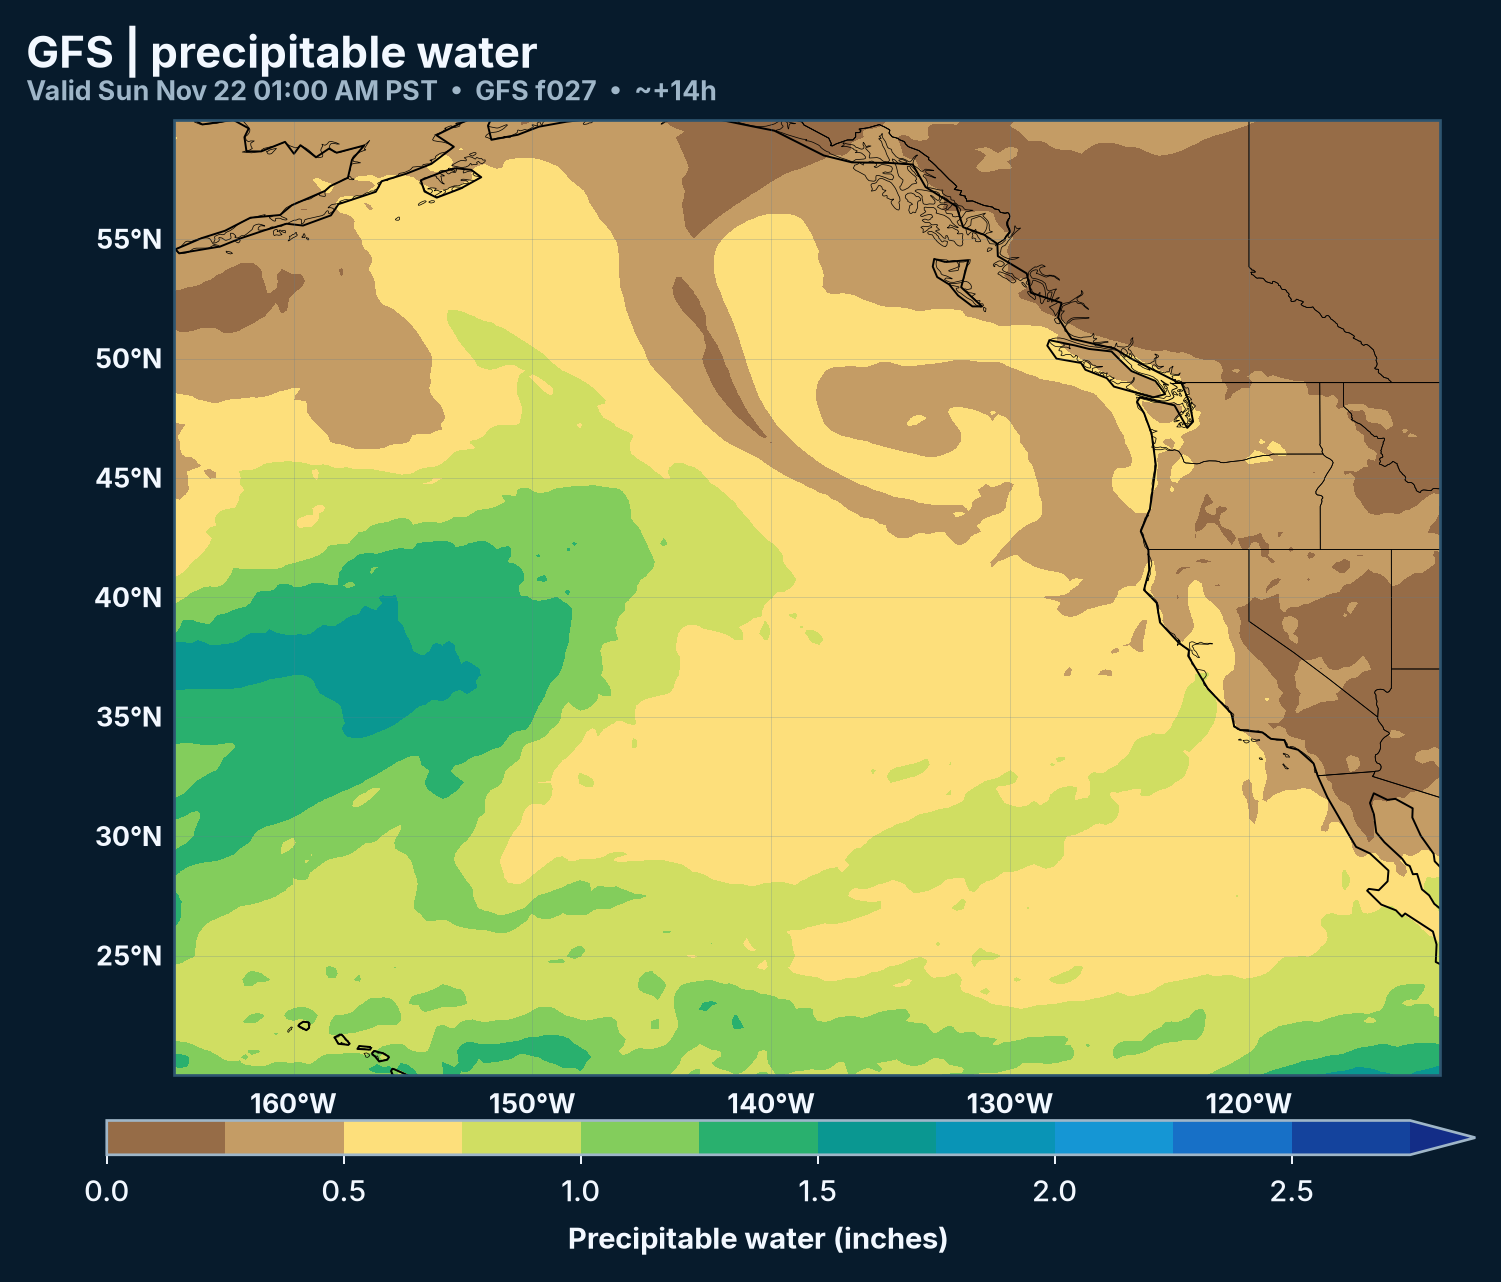 GFS | precipitable water
Valid Sun Nov 22 01:00 AM PST • GFS f027 • ~+14h
55°N
50°N
45°N
40°N
35°N
30°N
25°N
160°W 150°W 140°W 130°W 120°W
0.0 0.5 1.0 1.5 2.0 2.5
Precipitable water (inches)